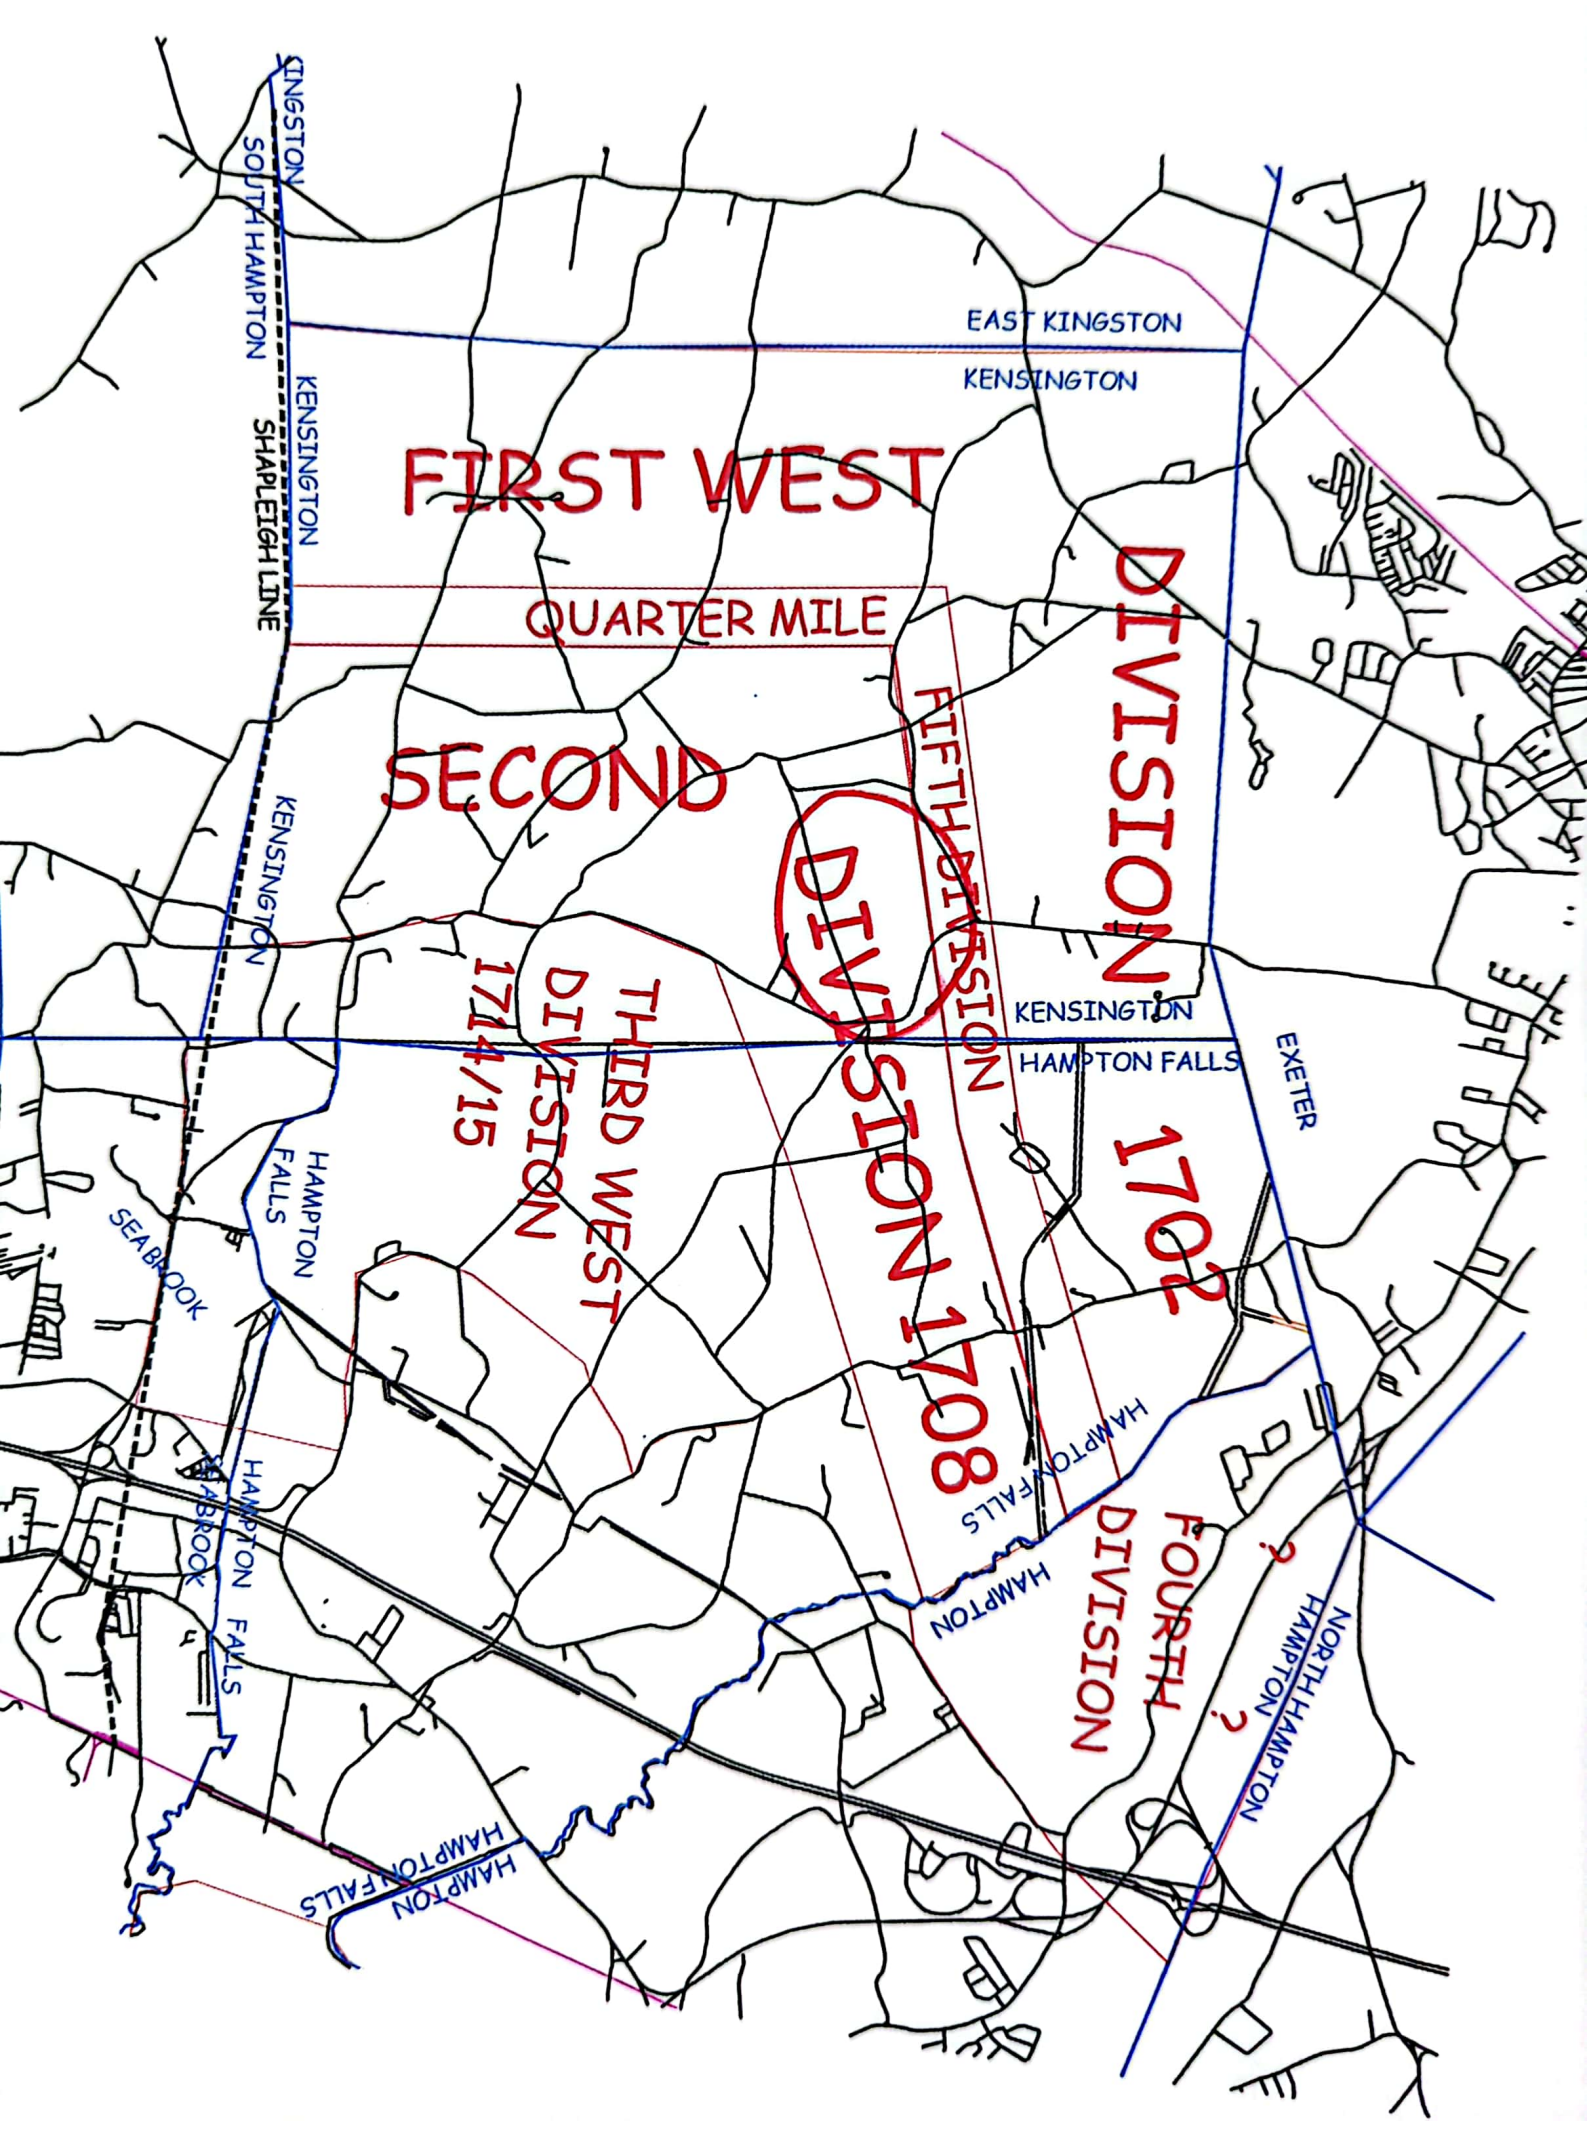 KINGSTON
SOUTH HAMPTON
EAST KINGSTON
KENSINGTON
KENSINGTON
SHAPLEIGH LINE
FIRST WEST
DIVISION
1702
QUARTER MILE
FIFTH DIVISION
SECOND
DIVISION 1708
KENSINGTON
KENSINGTON
HAMPTON FALLS
EXETER
THIRD WEST
DIVISION
1714/15
HAMPTON
FALLS
SEABROOK
HAMPTON FALLS
HAMPTON
FOURTH
DIVISION
?
?
NORTH HAMPTON
HAMPTON
HAMPTON FALLS
SEABROOK
HAMPTON FALLS
HAMPTON